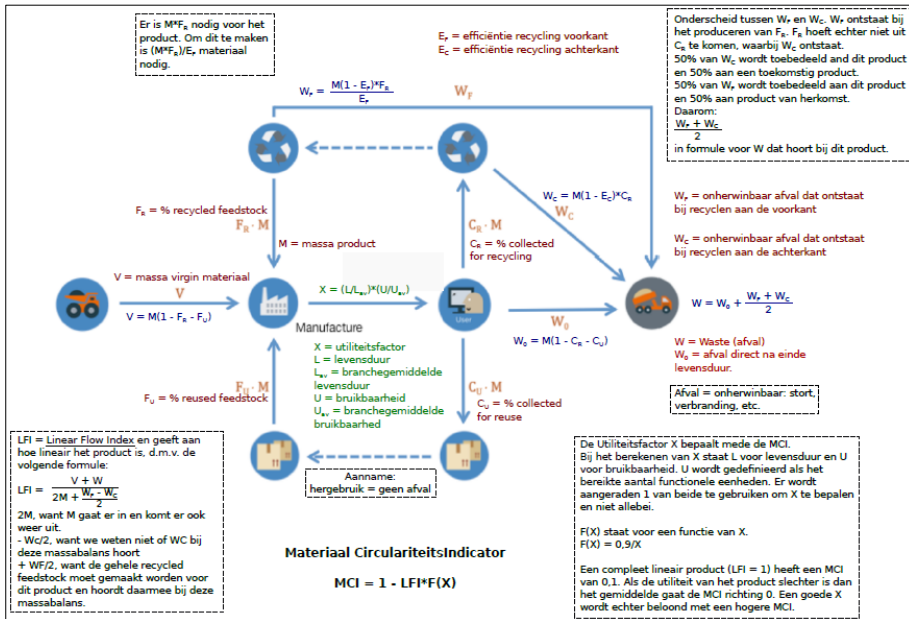 Er is M*F_R nodig voor het
product. Om dit te maken
is (M*F_R)/E_F materiaal
nodig.
E_F = efficiëntie recycling voorkant
E_C = efficiëntie recycling achterkant
Onderscheid tussen W_F en W_C. W_F ontstaat bij
het produceren van F_R. F_R hoeft echter niet uit
C_R te komen, waarbij W_C ontstaat.
50% van W_C wordt toebedeeld and dit product
en 50% aan een toekomstig product.
50% van W_F wordt toebedeeld aan dit product
en 50% aan product van herkomst.
Daarom:
W_F + W_C
2
in formule voor W dat hoort bij dit product.
W_F = M(1 - E_F)*F_R
E_F
W_F
F_R = % recycled feedstock
F_R · M
M = massa product
C_R · M
C_R = % collected
for recycling
W_C = M(1 - E_C)*C_R
W_C
W_F = onherwinbaar afval dat ontstaat
bij recyclen aan de voorkant
W_C = onherwinbaar afval dat ontstaat
bij recyclen aan de achterkant
V = massa virgin materiaal
V
V = M(1 - F_R - F_U)
Manufacture
X = (L/L_av)*(U/U_av)
User
W_0
W_0 = M(1 - C_R - C_U)
W = W_0 + W_F + W_C
2
W = Waste (afval)
W_0 = afval direct na einde
levensduur.
Afval = onherwinbaar: stort,
verbranding, etc.
X = utiliteitsfactor
L = levensduur
L_av = branchegemiddelde
levensduur
U = bruikbaarheid
U_av = branchegemiddelde
bruikbaarhed
F_U · M
F_U = % reused feedstock
C_U · M
C_U = % collected
for reuse
Aanname:
hergebruik = geen afval
LFI = Linear Flow Index en geeft aan
hoe lineair het product is, d.m.v. de
volgende formule:
LFI = V + W
2M + W_F - W_C
2
2M, want M gaat er in en komt er ook
weer uit.
- Wc/2, want we weten niet of WC bij
deze massabalans hoort
+ WF/2, want de gehele recycled
feedstock moet gemaakt worden voor
dit product en hoordt daarmee bij deze
massabalans.
Materiaal CirculariteitsIndicator
MCI = 1 - LFI*F(X)
De Utiliteitsfactor X bepaalt mede de MCI.
Bij het berekenen van X staat L voor levensduur en U
voor bruikbaarheid. U wordt gedefinieerd als het
bereikte aantal functionele eenheden. Er wordt
aangeraden 1 van beide te gebruiken om X te bepalen
en niet allebei.
F(X) staat voor een functie van X.
F(X) = 0,9/X
Een compleet lineair product (LFI = 1) heeft een MCI
van 0,1. Als de utiliteit van het product slechter is dan
het gemiddelde gaat de MCI richting 0. Een goede X
wordt echter beloond met een hogere MCI.